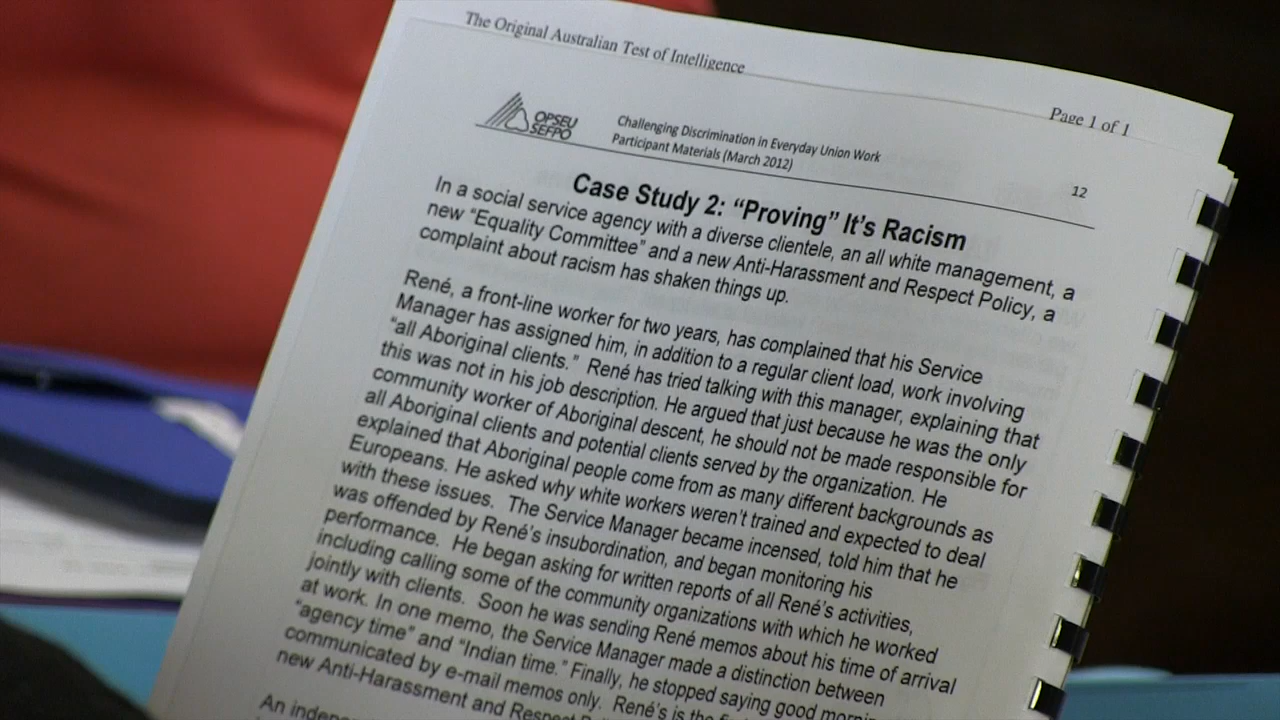 The Original Australian Test of Intelligence
Page 1 of 1
OPSEU
SEFPO
Challenging Discrimination in Everyday Union Work
Participant Materials (March 2012)
12
Case Study 2: “Proving” It’s Racism
In a social service agency with a diverse clientele, an all white management, a
new “Equality Committee” and a new Anti-Harassment and Respect Policy, a
complaint about racism has shaken things up.
René, a front-line worker for two years, has complained that his Service
Manager has assigned him, in addition to a regular client load, work involving
“all Aboriginal clients.” René has tried talking with this manager, explaining that
this was not in his job description. He argued that just because he was the only
community worker of Aboriginal descent, he should not be made responsible for
all Aboriginal clients and potential clients served by the organization. He
explained that Aboriginal people come from as many different backgrounds as
Europeans. He asked why white workers weren’t trained and expected to deal
with these issues. The Service Manager became incensed, told him that he
was offended by René’s insubordination, and began monitoring his
performance. He began asking for written reports of all René’s activities,
including calling some of the community organizations with which he worked
jointly with clients. Soon he was sending René memos about his time of arrival
at work. In one memo, the Service Manager made a distinction between
“agency time” and “Indian time.” Finally, he stopped saying good
communicated by e-mail memos only. René’s is the
new Anti-Harassment and Respect
An